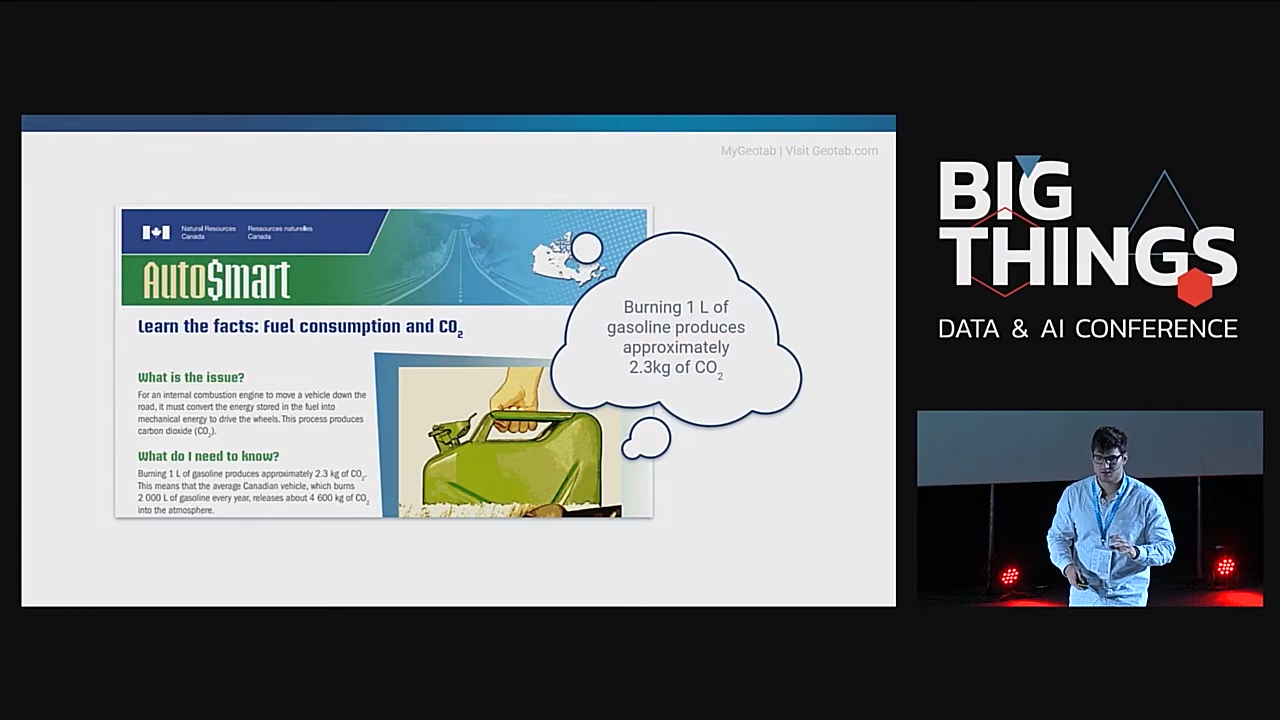 MyGeotab | Visit Geotab.com
Natural Resources Canada
Ressources naturelles Canada
Auto$mart
Learn the facts: Fuel consumption and CO2
What is the issue?
For an internal combustion engine to move a vehicle down the
road, it must convert the energy stored in the fuel into
mechanical energy to drive the wheels. This process produces
carbon dioxide (CO2).
What do I need to know?
Burning 1 L of gasoline produces approximately 2.3 kg of CO2.
This means that the average Canadian vehicle, which burns
2 000 L of gasoline every year, releases about 4 600 kg of CO2
into the atmosphere.
Burning 1 L of
gasoline produces
approximately
2.3kg of CO2
BIG
THINGS
DATA & AI CONFERENCE